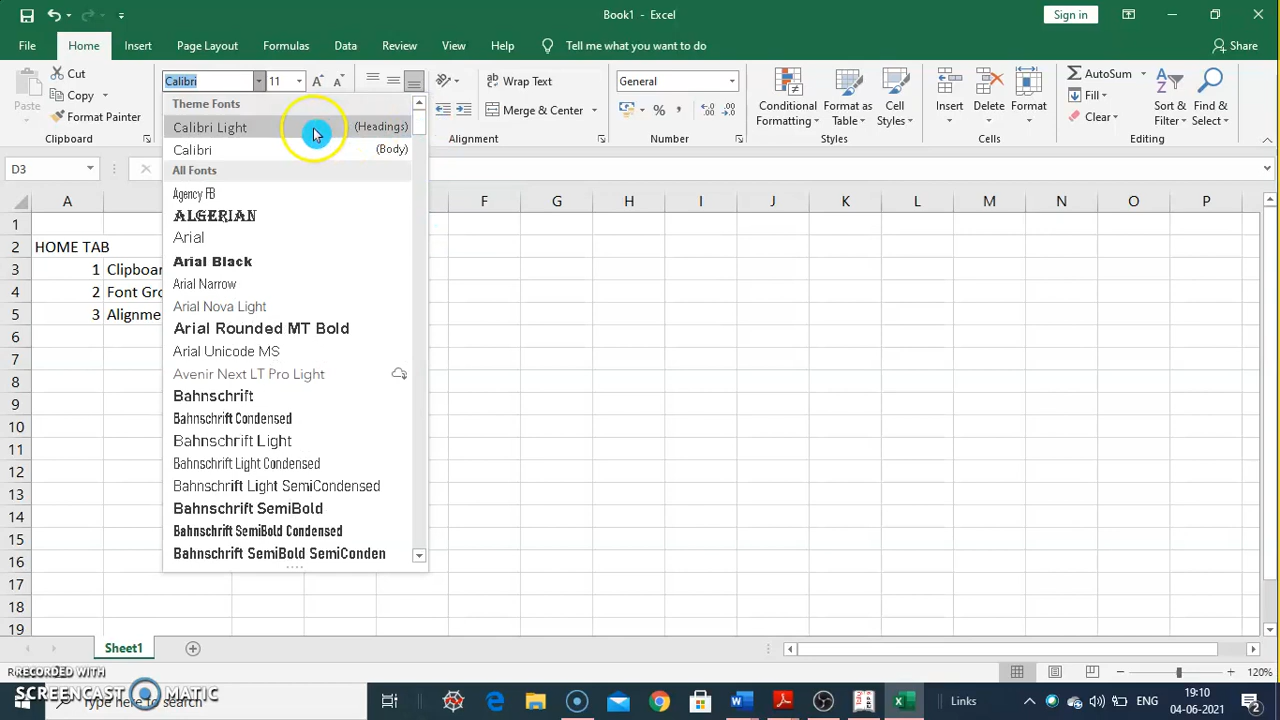 Book1 - Excel
Sign in
File Home Insert Page Layout Formulas Data Review View Help Tell me what you want to do Share
Paste
Cut
Copy
Format Painter
Clipboard
Calibri 11
Wrap Text
Merge & Center
Alignment
General
%
Number
Conditional Formatting
Format as Table
Cell Styles
Styles
Insert
Delete
Format
Cells
AutoSum
Fill
Clear
Sort & Filter
Find & Select
Editing
D3
Theme Fonts
Calibri Light (Headings)
Calibri (Body)
All Fonts
Agency FB
ALGERIAN
Arial
Arial Black
Arial Narrow
Arial Nova Light
Arial Rounded MT Bold
Arial Unicode MS
Avenir Next LT Pro Light
Bahnschrift
Bahnschrift Condensed
Bahnschrift Light
Bahnschrift Light Condensed
Bahnschrift Light SemiCondensed
Bahnschrift SemiBold
Bahnschrift SemiBold Condensed
Bahnschrift SemiBold SemiConden
A F G H I J K L M N O P
1
2 HOME TAB
3 1 Clipboar
4 2 Font Gro
5 3 Alignme
6
7
8
9
10
11
12
13
14
15
16
17
18
19
Sheet1
120%
RECORDED WITH
SCREENCAST MATIC
Type here to search
Links
ENG
19:10
04-06-2021
2